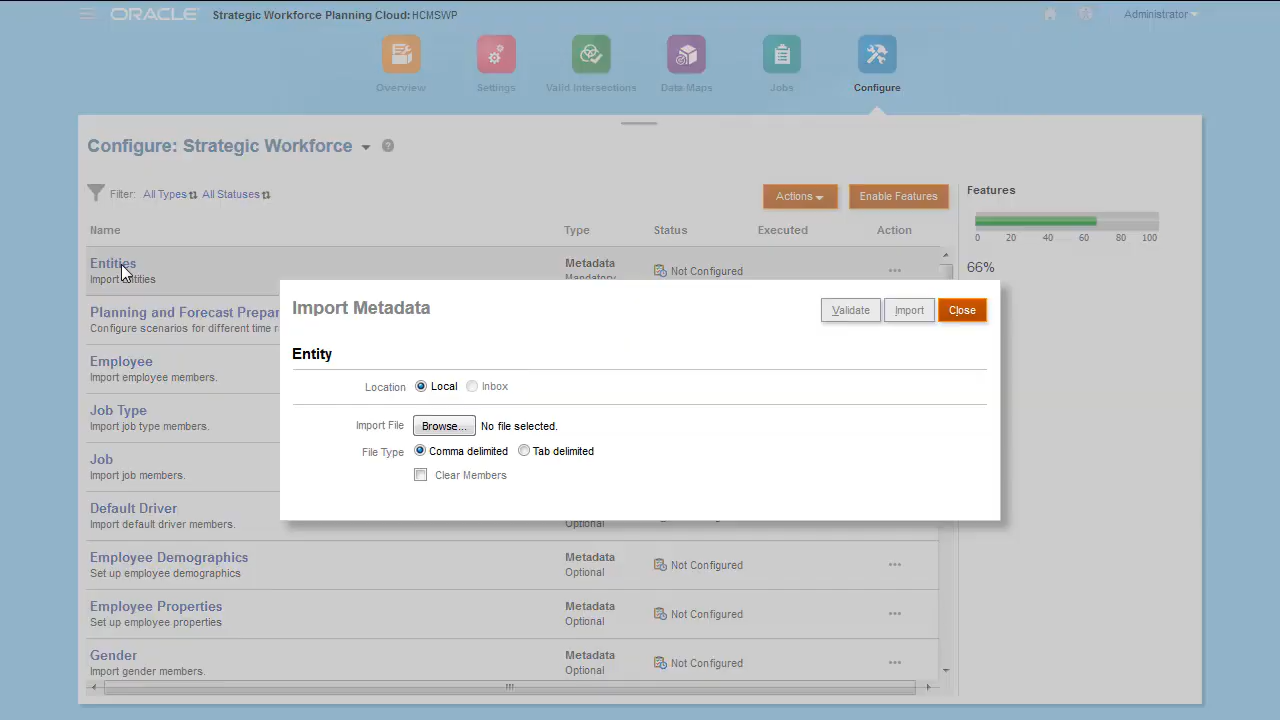 ORACLE Strategic Workforce Planning Cloud: HCMSWP Administrator
Overview Settings Valid Intersections Data Maps Jobs Configure
Configure: Strategic Workforce
Filter: All Types All Statuses Actions Enable Features
Features
0 20 40 60 80 100
66%
Name Type Status Executed Action
Entities Metadata Not Configured
Import entities Mandatory
Planning and Forecast Prepar
Configure scenarios for different time r
Employee
Import employee members.
Job Type
Import job type members.
Job
Import job members.
Default Driver
Import default driver members. Optional
Employee Demographics Metadata Not Configured
Set up employee demographics Optional
Employee Properties Metadata Not Configured
Set up employee properties Optional
Gender Metadata Not Configured
Import gender members. Optional
Import Metadata Validate Import Close
Entity
Location Local Inbox
Import File Browse... No file selected.
File Type Comma delimited Tab delimited
Clear Members